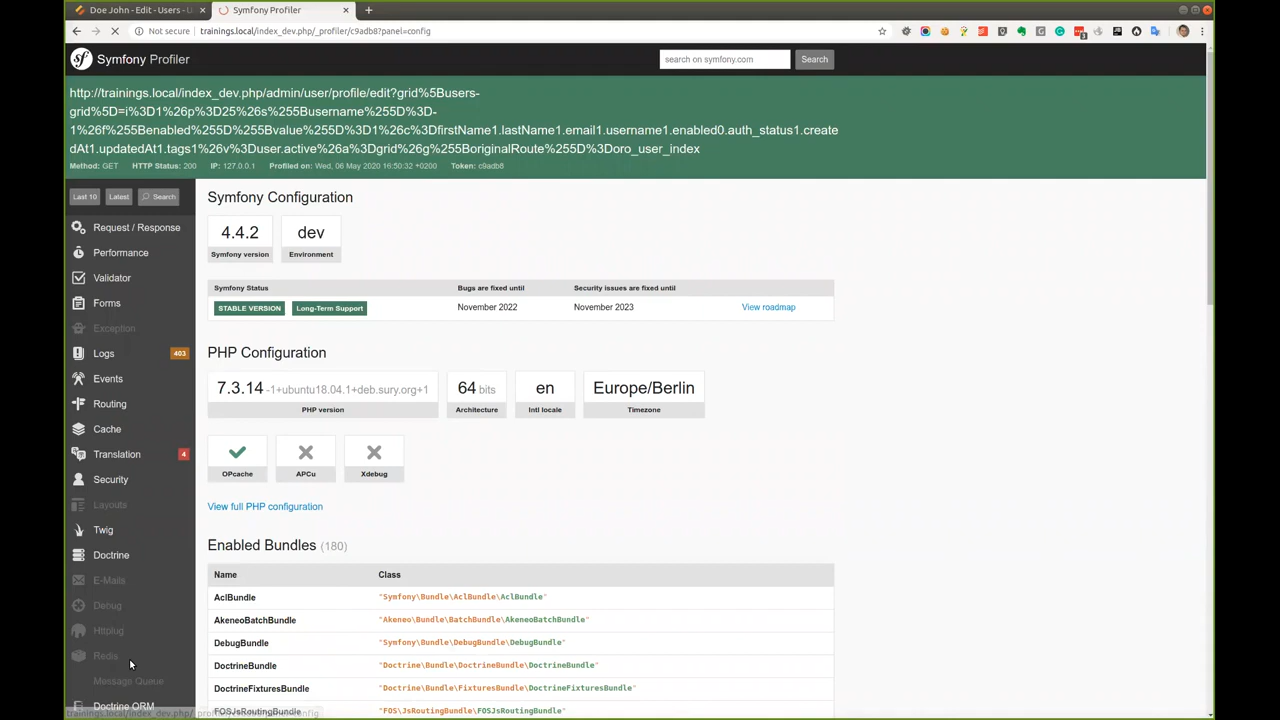 Doe John - Edit - Users - U
Symfony Profiler
Not secure
trainings.local/index_dev.php/_profiler/c9adb8?panel=config
Symfony Profiler
search on symfony.com
Search
http://trainings.local/index_dev.php/admin/user/profile/edit?grid%5Busers-
grid%5D=i%3D1%26p%3D25%26s%255Busername%255D%3D-
1%26f%255Benabled%255D%255Bvalue%255D%3D1%26c%3DfirstName1.lastName1.email1.username1.enabled0.auth_status1.create
dAt1.updatedAt1.tags1%26v%3Duser.active%26a%3Dgrid%26g%255BoriginalRoute%255D%3Doro_user_index
Method: GET HTTP Status: 200 IP: 127.0.0.1 Profiled on: Wed, 06 May 2020 16:50:32 +0200 Token: c9adb8
Last 10 Latest Search
Request / Response
Performance
Validator
Forms
Exception
Logs 403
Events
Routing
Cache
Translation 4
Security
Layouts
Twig
Doctrine
E-Mails
Debug
Httplug
Redis
Message Queue
Doctrine ORM
Symfony Configuration
4.4.2
Symfony version
dev
Environment
Symfony Status Bugs are fixed until Security issues are fixed until
STABLE VERSION Long-Term Support November 2022 November 2023 View roadmap
PHP Configuration
7.3.14 -1+ubuntu18.04.1+deb.sury.org+1
PHP version
64 bits
Architecture
en
Intl locale
Europe/Berlin
Timezone
OPcache
APCu
Xdebug
View full PHP configuration
Enabled Bundles (180)
Name Class
AclBundle "Symfony\Bundle\AclBundle\AclBundle"
AkeneoBatchBundle "Akeneo\Bundle\BatchBundle\AkeneoBatchBundle"
DebugBundle "Symfony\Bundle\DebugBundle\DebugBundle"
DoctrineBundle "Doctrine\Bundle\DoctrineBundle\DoctrineBundle"
DoctrineFixturesBundle "Doctrine\Bundle\FixturesBundle\DoctrineFixturesBundle"
FOSJsRoutingBundle "FOS\JsRoutingBundle\FOSJsRoutingBundle"
trainings.local/index_dev.php/_profiler/c9adb8?panel=config